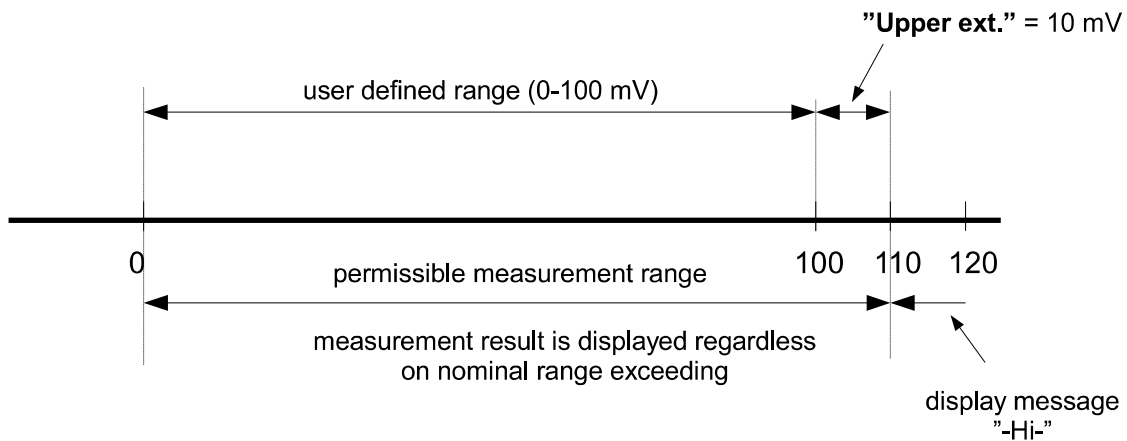 ”Upper ext.” = 10 mV
user defined range (0-100 mV)
0
100
110
120
permissible measurement range
measurement result is displayed regardless
on nominal range exceeding
display message
”-Hi-”